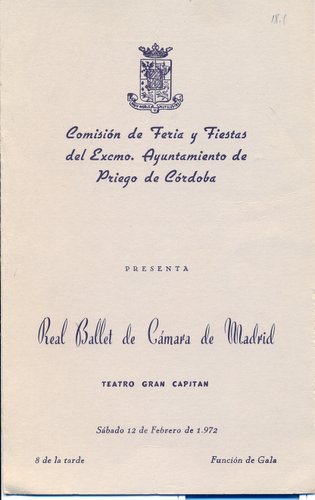 18.1
Comisión de Feria y Fiestas
del Excmo. Ayuntamiento de
Priego de Córdoba
PRESENTA
Real Ballet de Cámara de Madrid
TEATRO GRAN CAPITAN
Sábado 12 de Febrero de 1.972
8 de la tarde
Función de Gala